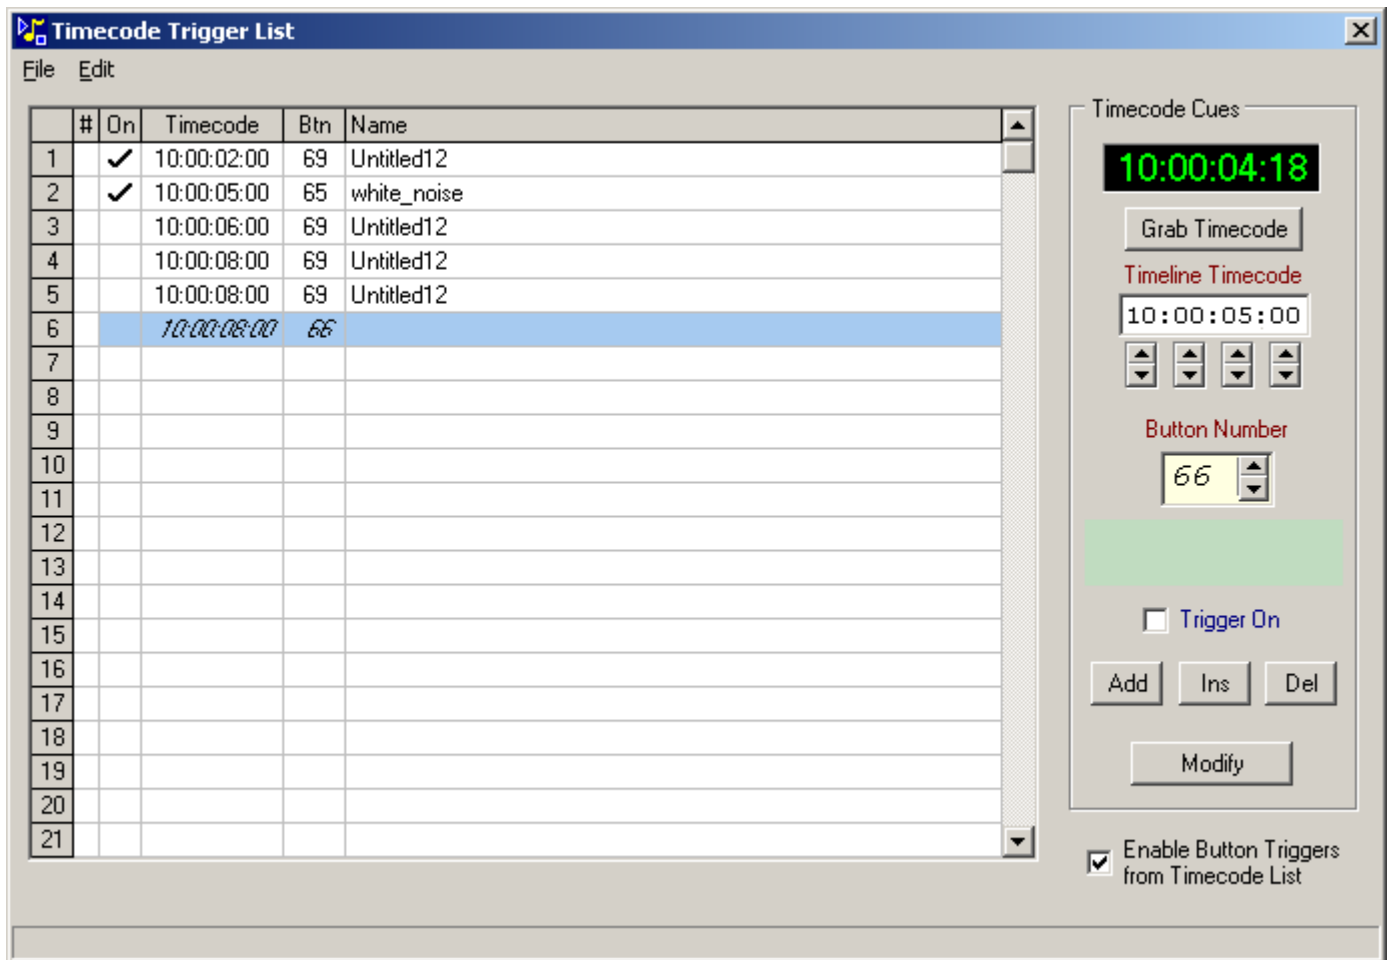 Timecode Trigger List
File Edit
# On Timecode Btn Name
1 10:00:02:00 69 Untitled12
2 10:00:05:00 65 white_noise
3 10:00:06:00 69 Untitled12
4 10:00:08:00 69 Untitled12
5 10:00:08:00 69 Untitled12
6 10:00:08:00 66
7
8
9
10
11
12
13
14
15
16
17
18
19
20
21
Timecode Cues
10:00:04:18
Grab Timecode
Timeline Timecode
10:00:05:00
Button Number
66
Trigger On
Add Ins Del
Modify
Enable Button Triggers
from Timecode List